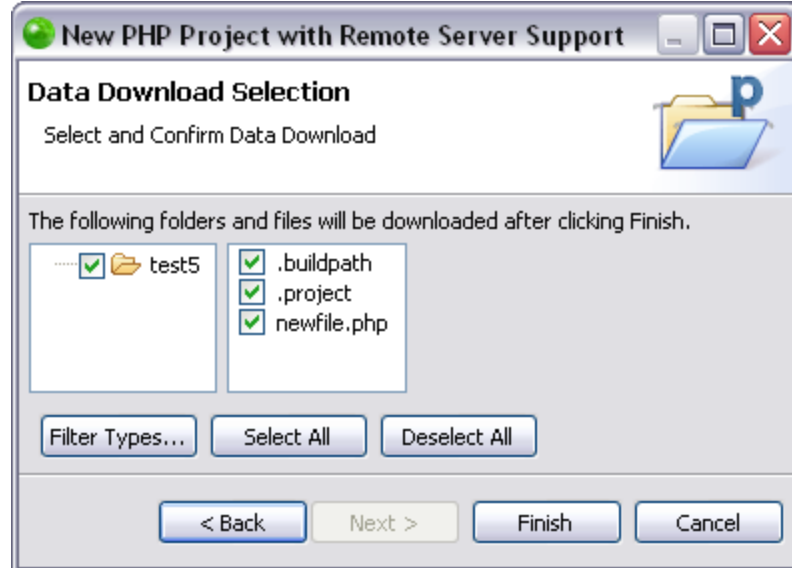 New PHP Project with Remote Server Support
Data Download Selection
Select and Confirm Data Download
p
The following folders and files will be downloaded after clicking Finish.
test5
.buildpath
.project
newfile.php
Filter Types... Select All Deselect All
< Back Next > Finish Cancel